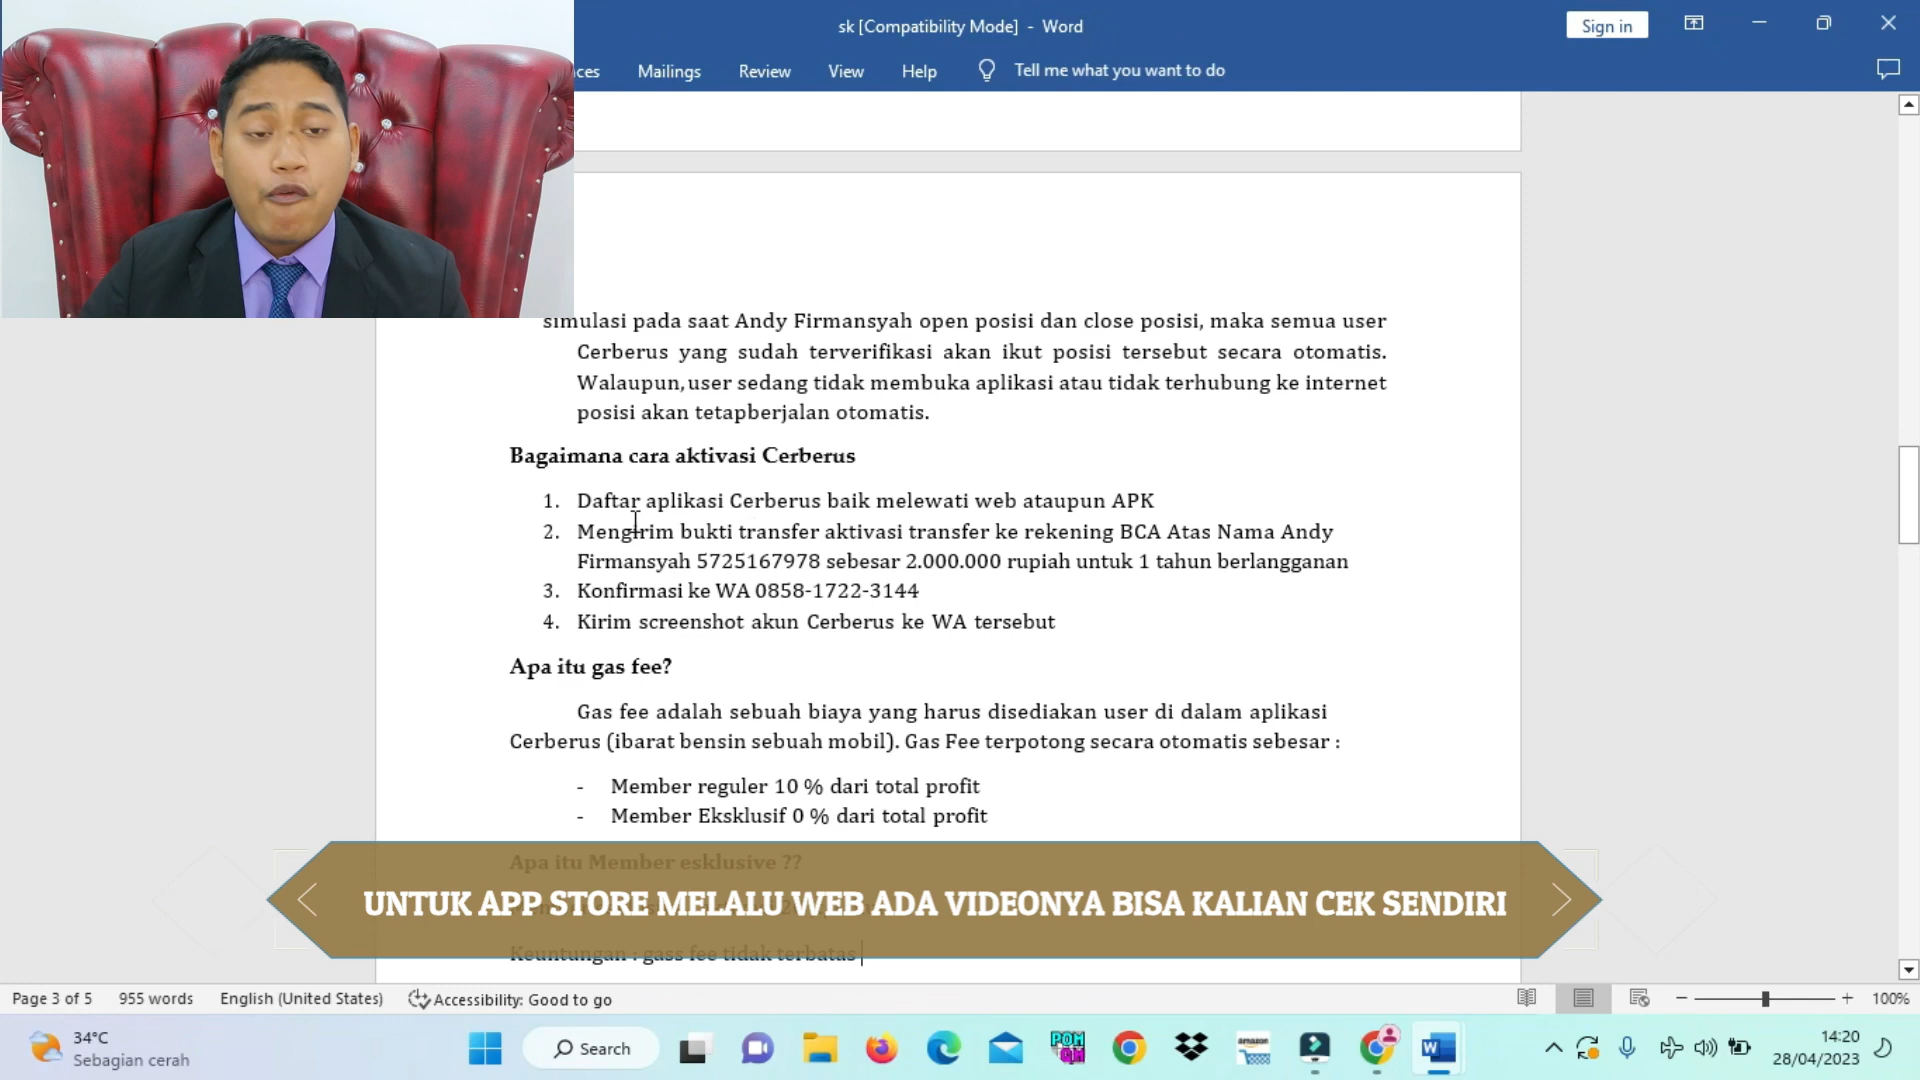 sk [Compatibility Mode] - Word
Sign in
ces Mailings Review View Help Tell me what you want to do
simulasi pada saat Andy Firmansyah open posisi dan close posisi, maka semua user
Cerberus yang sudah terverifikasi akan ikut posisi tersebut secara otomatis.
Walaupun, user sedang tidak membuka aplikasi atau tidak terhubung ke internet
posisi akan tetapberjalan otomatis.
Bagaimana cara aktivasi Cerberus
1. Daftar aplikasi Cerberus baik melewati web ataupun APK
2. Mengirim bukti transfer aktivasi transfer ke rekening BCA Atas Nama Andy
Firmansyah 5725167978 sebesar 2.000.000 rupiah untuk 1 tahun berlangganan
3. Konfirmasi ke WA 0858-1722-3144
4. Kirim screenshot akun Cerberus ke WA tersebut
Apa itu gas fee?
Gas fee adalah sebuah biaya yang harus disediakan user di dalam aplikasi
Cerberus (ibarat bensin sebuah mobil). Gas Fee terpotong secara otomatis sebesar :
- Member reguler 10 % dari total profit
- Member Eksklusif 0 % dari total profit
Apa itu Member esklusive ??
UNTUK APP STORE MELALU WEB ADA VIDEONYA BISA KALIAN CEK SENDIRI
Keuntungan : gass fee tidak terbatas
Page 3 of 5 955 words English (United States) Accessibility: Good to go 100%
34°C
Sebagian cerah
Search
POM
QM
amazon
14:20
28/04/2023